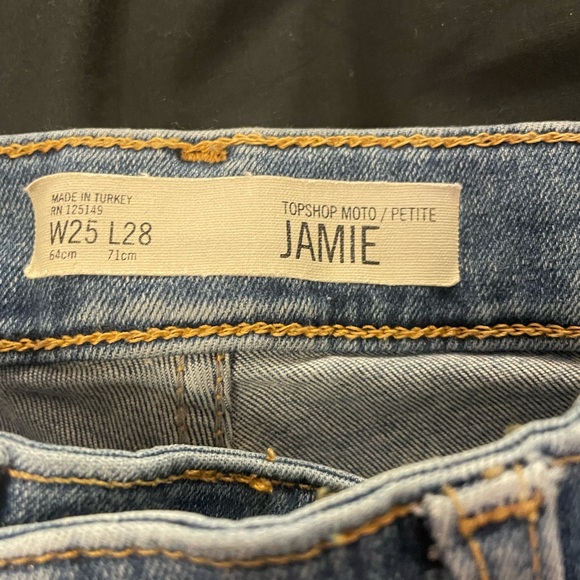 MADE IN TURKEY
RN 125149
W25 L28
64cm 71cm
TOPSHOP MOTO / PETITE
JAMIE